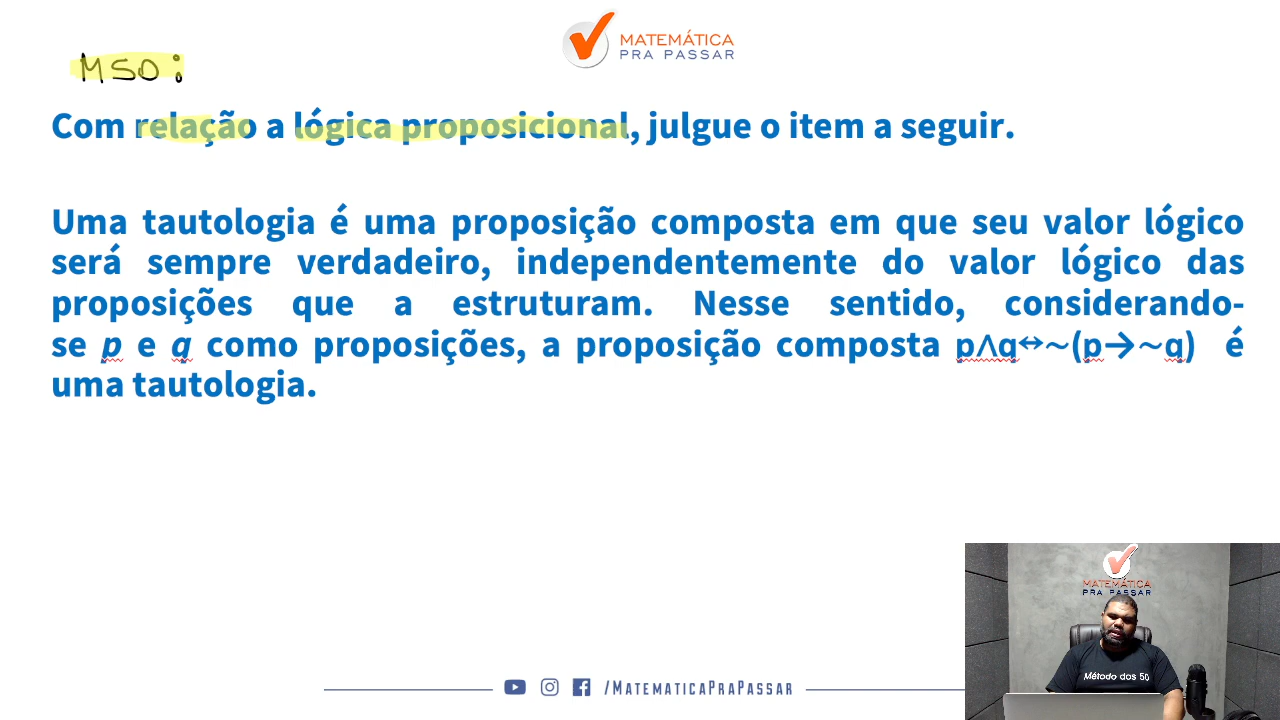 MATEMÁTICA
PRA PASSAR
M50:
Com relação a lógica proposicional, julgue o item a seguir.
Uma tautologia é uma proposição composta em que seu valor lógico
será sempre verdadeiro, independentemente do valor lógico das
proposições que a estruturam. Nesse sentido, considerando-
se p e q como proposições, a proposição composta p∧q↔~(p→~q) é
uma tautologia.
MATEMÁTICA
PRA PASSAR
Método dos 50
/MATEMATICAPRAPASSAR